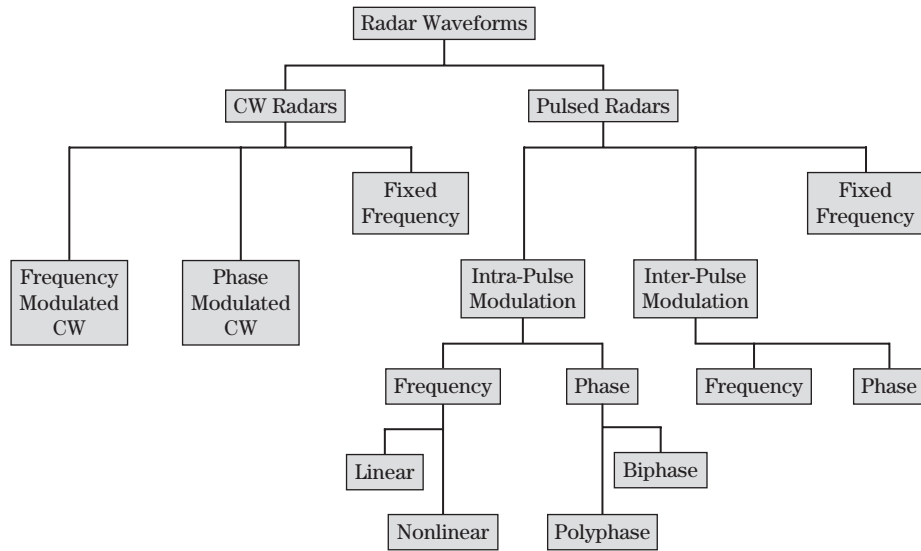 Radar Waveforms
CW Radars
Pulsed Radars
Fixed
Frequency
Fixed
Frequency
Frequency
Modulated
CW
Phase
Modulated
CW
Intra-Pulse
Modulation
Inter-Pulse
Modulation
Frequency
Phase
Frequency
Phase
Linear
Biphase
Nonlinear
Polyphase